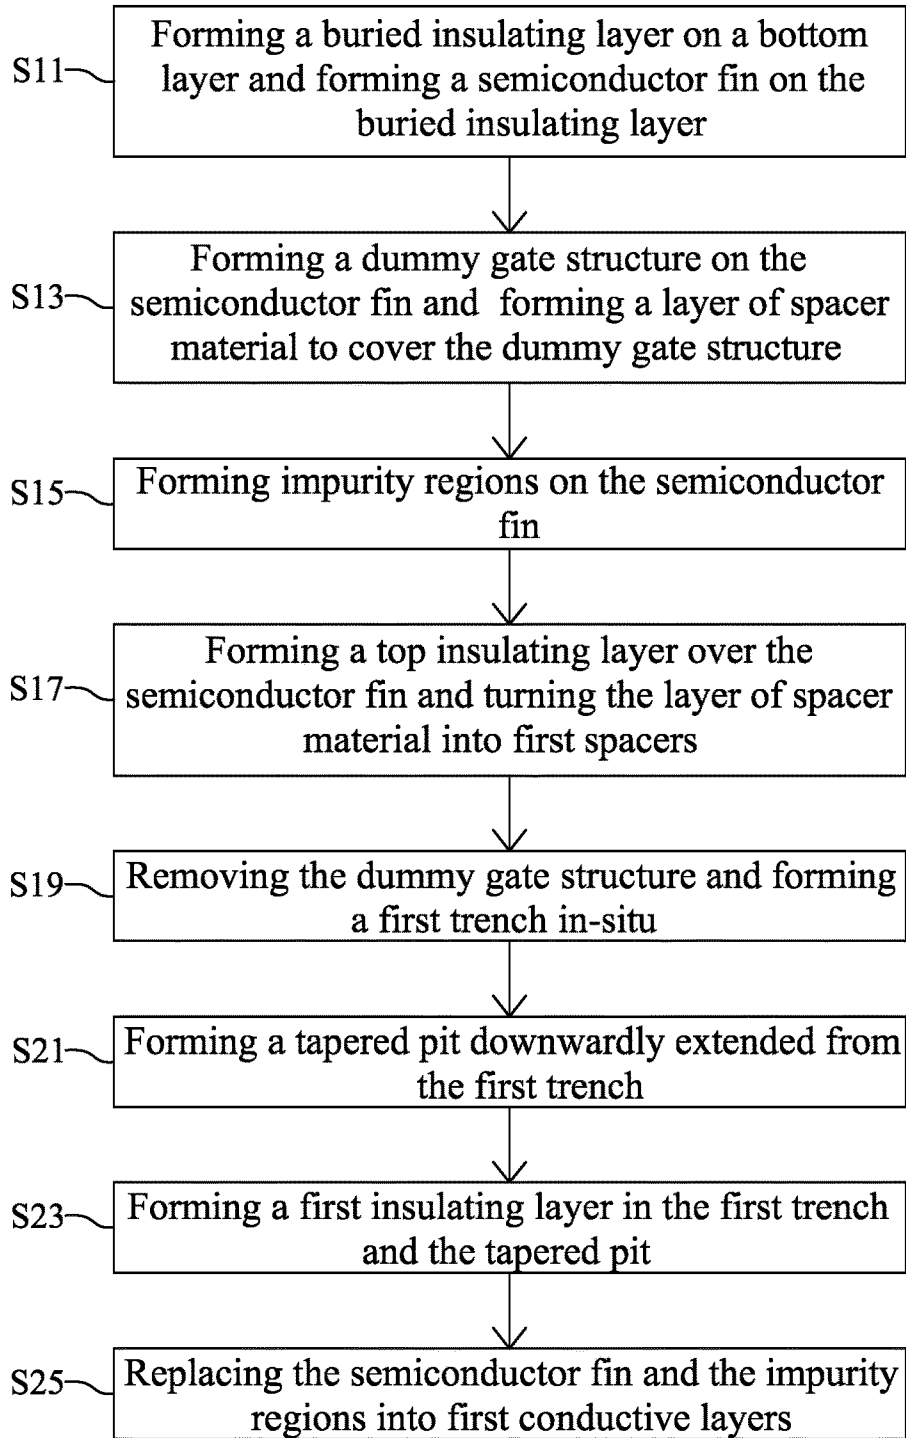 S11
Forming a buried insulating layer on a bottom
layer and forming a semiconductor fin on the
buried insulating layer
S13
Forming a dummy gate structure on the
semiconductor fin and forming a layer of spacer
material to cover the dummy gate structure
S15
Forming impurity regions on the semiconductor
fin
S17
Forming a top insulating layer over the
semiconductor fin and turning the layer of spacer
material into first spacers
S19
Removing the dummy gate structure and forming
a first trench in-situ
S21
Forming a tapered pit downwardly extended from
the first trench
S23
Forming a first insulating layer in the first trench
and the tapered pit
S25
Replacing the semiconductor fin and the impurity
regions into first conductive layers